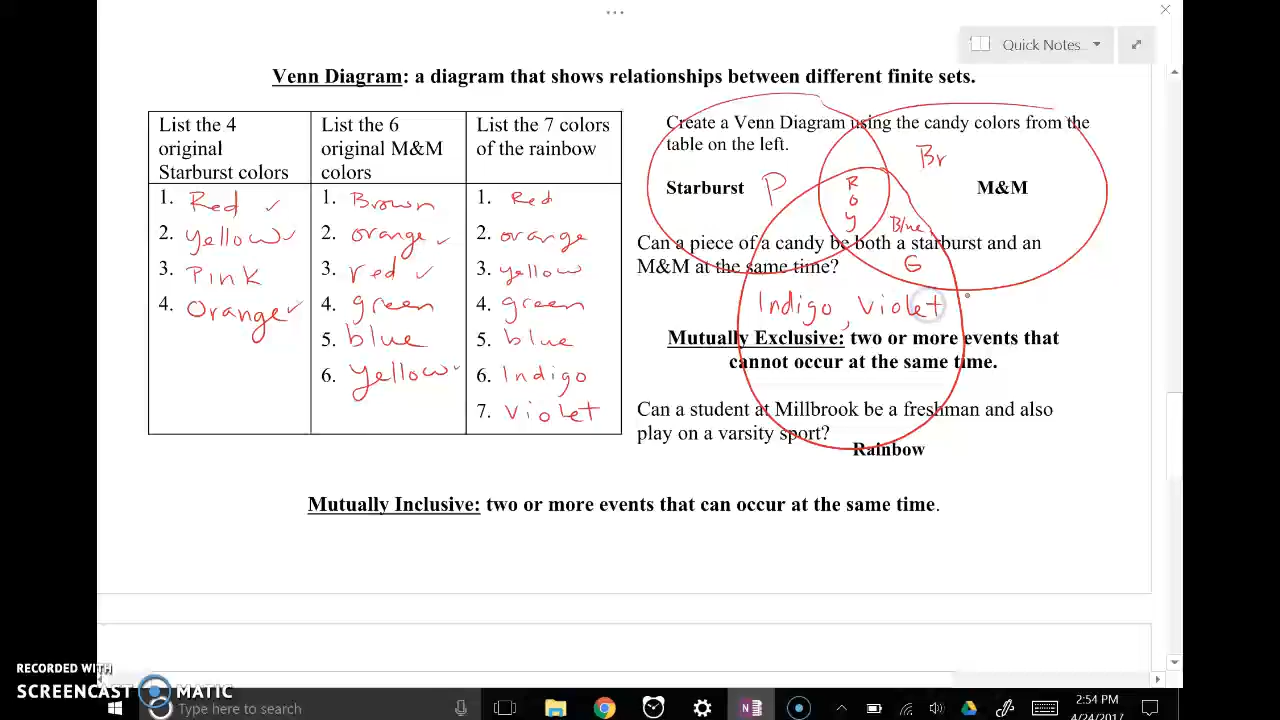 Quick Notes..
Venn Diagram: a diagram that shows relationships between different finite sets.
List the 4
original
Starburst colors
1. Red
2. yellow
3. Pink
4. Orange
List the 6
original M&M
colors
1. Brown
2. orange
3. red
4. green
5. blue
6. yellow
List the 7 colors
of the rainbow
1. Red
2. orange
3. yellow
4. green
5. blue
6. Indigo
7. Violet
Create a Venn Diagram using the candy colors from the
table on the left.
Br
Starburst P R M&M
O
y Blue
Can a piece of a candy be both a starburst and an
M&M at the same time? G
Indigo, Violet
Mutually Exclusive: two or more events that
cannot occur at the same time.
Can a student at Millbrook be a freshman and also
play on a varsity sport?
Rainbow
Mutually Inclusive: two or more events that can occur at the same time.
RECORDED WITH
SCREENCAST MATIC
Type here to search
2:54 PM
4/24/2017